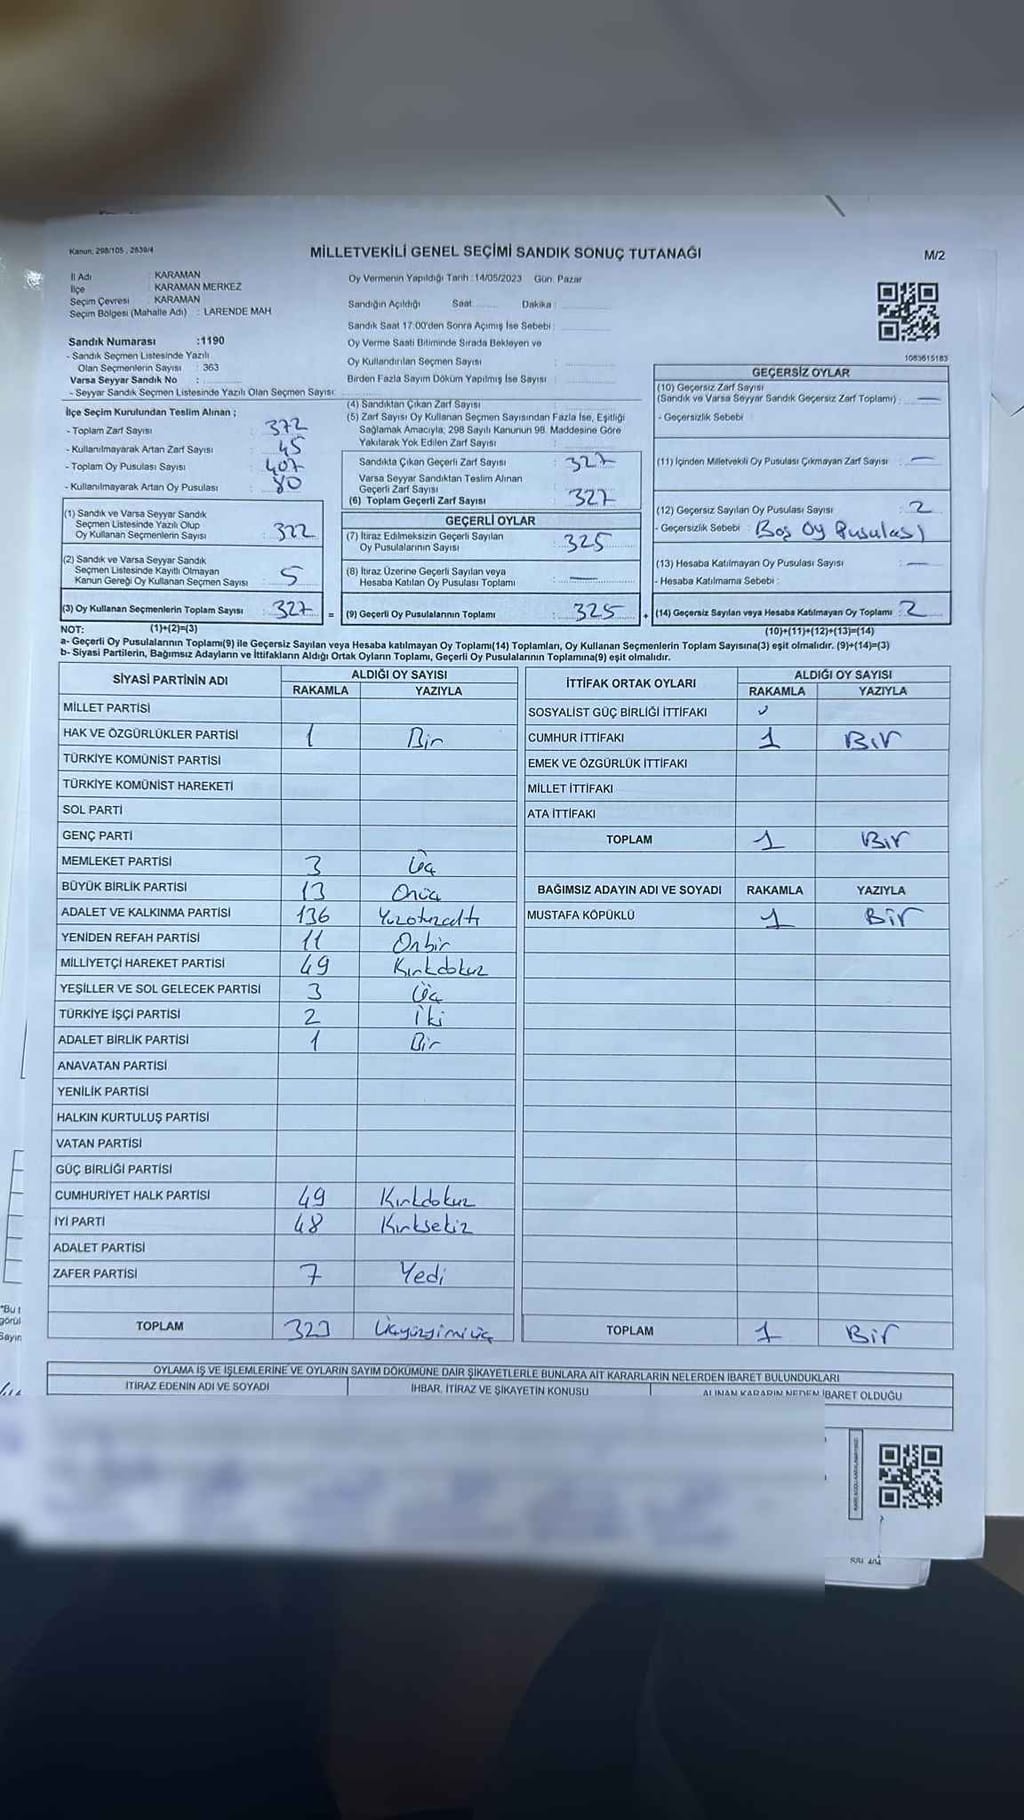 Kanun: 298/105 , 2839/4
MİLLETVEKİLİ GENEL SEÇİMİ SANDIK SONUÇ TUTANAĞI
M/2
İl Adı : KARAMAN
İlçe : KARAMAN MERKEZ
Seçim Çevresi : KARAMAN
Seçim Bölgesi (Mahalle Adı) : LARENDE MAH
Sandık Numarası :1190
- Sandık Seçmen Listesinde Yazılı
Olan Seçmenlerin Sayısı : 363
Varsa Seyyar Sandık No :
- Seyyar Sandık Seçmen Listesinde Yazılı Olan Seçmen Sayısı:
Oy Vermenin Yapıldığı Tarih :14/05/2023 Gün: Pazar
Sandığın Açıldığı Saat: Dakika :
Sandık Saat 17:00'den Sonra Açımış İse Sebebi :
Oy Verme Saati Bitiminde Sırada Bekleyen ve
Oy Kullandırılan Seçmen Sayısı :
Birden Fazla Sayım Döküm Yapılmış İse Sayısı :
1083615183
İlçe Seçim Kurulundan Teslim Alınan ;
- Toplam Zarf Sayısı : 372
- Kullanılmayarak Artan Zarf Sayısı : 45
- Toplam Oy Pusulası Sayısı : 407
- Kullanılmayarak Artan Oy Pusulası : 80
(1) Sandık ve Varsa Seyyar Sandık
Seçmen Listesinde Yazılı Olup
Oy Kullanan Seçmenlerin Sayısı : 322
(2) Sandık ve Varsa Seyyar Sandık
Seçmen Listesinde Kayıtlı Olmayan
Kanun Gereği Oy Kullanan Seçmen Sayısı : 5
(3) Oy Kullanan Seçmenlerin Toplam Sayısı : 327
(1)+(2)=(3)
(4) Sandıktan Çıkan Zarf Sayısı :
(5) Zarf Sayısı Oy Kullanan Seçmen Sayısından Fazla İse, Eşitliği
Sağlamak Amacıyla; 298 Sayılı Kanunun 98. Maddesine Göre
Yakılarak Yok Edilen Zarf Sayısı :
Sandıkta Çıkan Geçerli Zarf Sayısı : 327
Varsa Seyyar Sandıktan Teslim Alınan
Geçerli Zarf Sayısı :
(6) Toplam Geçerli Zarf Sayısı : 327
GEÇERLİ OYLAR
(7) İtiraz Edilmeksizin Geçerli Sayılan
Oy Pusulalarının Sayısı : 325
(8) İtiraz Üzerine Geçerli Sayılan veya
Hesaba Katılan Oy Pusulası Toplamı : —
= (9) Geçerli Oy Pusulalarının Toplamı : 325
GEÇERSİZ OYLAR
(10) Geçersiz Zarf Sayısı
(Sandık ve Varsa Seyyar Sandık Geçersiz Zarf Toplamı) : —
- Geçersizlik Sebebi :
(11) İçinden Milletvekili Oy Pusulası Çıkmayan Zarf Sayısı : —
(12) Geçersiz Sayılan Oy Pusulası Sayısı : 2
- Geçersizlik Sebebi : Boş Oy Pusulası
(13) Hesaba Katılmayan Oy Pusulası Sayısı : —
- Hesaba Katılmama Sebebi :
+ (14) Geçersiz Sayılan veya Hesaba Katılmayan Oy Toplamı : 2
(10)+(11)+(12)+(13)=(14)
NOT:
a- Geçerli Oy Pusulalarının Toplamı(9) ile Geçersiz Sayılan veya Hesaba katılmayan Oy Toplamı(14) Toplamları, Oy Kullanan Seçmenlerin Toplam Sayısına(3) eşit olmalıdır. (9)+(14)=(3)
b- Siyasi Partilerin, Bağımsız Adayların ve İttifakların Aldığı Ortak Oyların Toplamı, Geçerli Oy Pusulalarının Toplamına(9) eşit olmalıdır.
SİYASİ PARTİNİN ADI ALDIĞI OY SAYISI
RAKAMLA YAZIYLA
MİLLET PARTİSİ
HAK VE ÖZGÜRLÜKLER PARTİSİ 1 Bir
TÜRKİYE KOMÜNİST PARTİSİ
TÜRKİYE KOMÜNİST HAREKETİ
SOL PARTİ
GENÇ PARTİ
MEMLEKET PARTİSİ 3 Üç
BÜYÜK BİRLİK PARTİSİ 13 Onüç
ADALET VE KALKINMA PARTİSİ 136 Yüzotuzaltı
YENİDEN REFAH PARTİSİ 11 Onbir
MİLLİYETÇİ HAREKET PARTİSİ 49 Kırkdokuz
YEŞİLLER VE SOL GELECEK PARTİSİ 3 Üç
TÜRKİYE İŞÇİ PARTİSİ 2 İki
ADALET BİRLİK PARTİSİ 1 Bir
ANAVATAN PARTİSİ
YENİLİK PARTİSİ
HALKIN KURTULUŞ PARTİSİ
VATAN PARTİSİ
GÜÇ BİRLİĞİ PARTİSİ
CUMHURİYET HALK PARTİSİ 49 Kırkdokuz
İYİ PARTİ 48 Kırksekiz
ADALET PARTİSİ
ZAFER PARTİSİ 7 Yedi
TOPLAM 323 Üçyüzyimiüç
İTTİFAK ORTAK OYLARI ALDIĞI OY SAYISI
RAKAMLA YAZIYLA
SOSYALİST GÜÇ BİRLİĞİ İTTİFAKI
CUMHUR İTTİFAKI 1 Bir
EMEK VE ÖZGÜRLÜK İTTİFAKI
MİLLET İTTİFAKI
ATA İTTİFAKI
TOPLAM 1 Bir
BAĞIMSIZ ADAYIN ADI VE SOYADI RAKAMLA YAZIYLA
MUSTAFA KÖPÜKLÜ 1 Bir
TOPLAM 1 Bir
OYLAMA İŞ VE İŞLEMLERİNE VE OYLARIN SAYIM DÖKÜMÜNE DAİR ŞİKAYETLERLE BUNLARA AİT KARARLARIN NELERDEN İBARET BULUNDUKLARI
İTİRAZ EDENİN ADI VE SOYADI İHBAR, İTİRAZ VE ŞİKAYETİN KONUSU ALINAN KARARIN NEDEN İBARET OLDUĞU